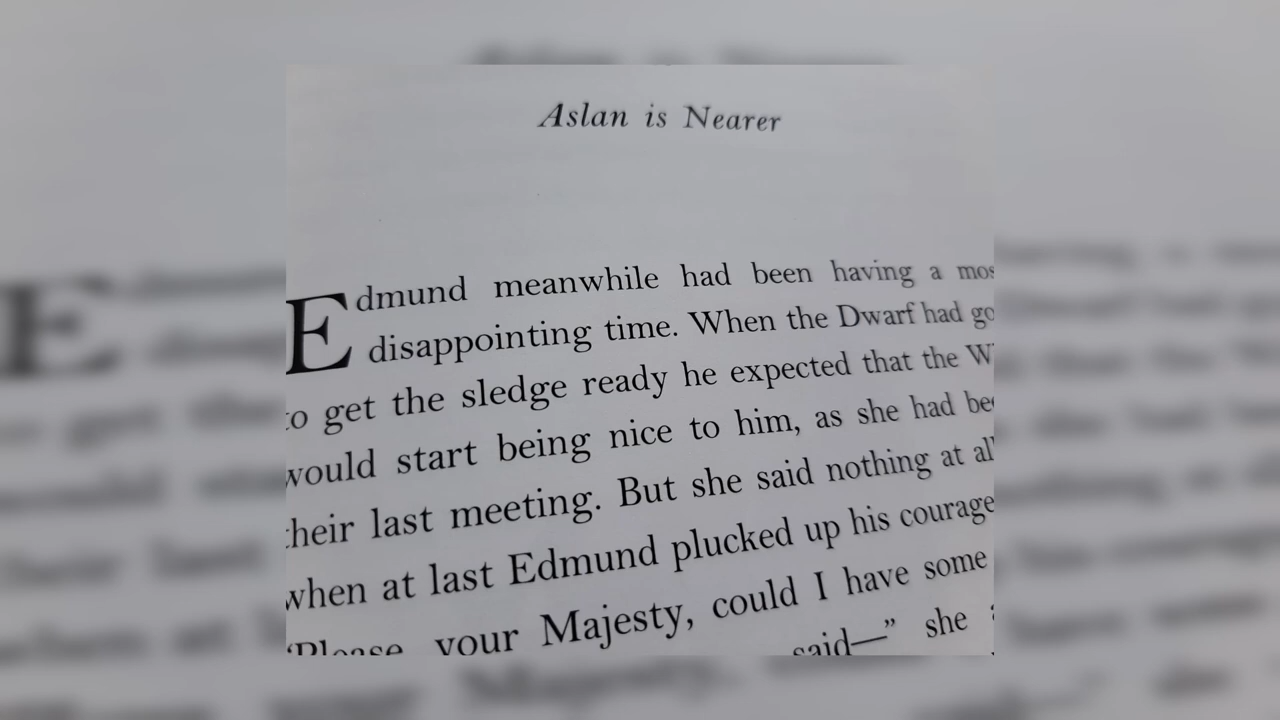 Aslan is Nearer
Edmund meanwhile had been having a mos
disappointing time. When the Dwarf had go
to get the sledge ready he expected that the W
would start being nice to him, as she had bee
their last meeting. But she said nothing at al
when at last Edmund plucked up his courage
"Please, your Majesty, could I have some
said—" she